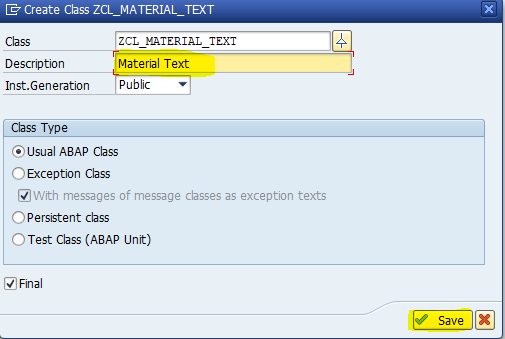 Create Class ZCL_MATERIAL_TEXT
Class ZCL_MATERIAL_TEXT
Description Material Text
Inst.Generation Public
Class Type
Usual ABAP Class
Exception Class
With messages of message classes as exception texts
Persistent class
Test Class (ABAP Unit)
Final
Save